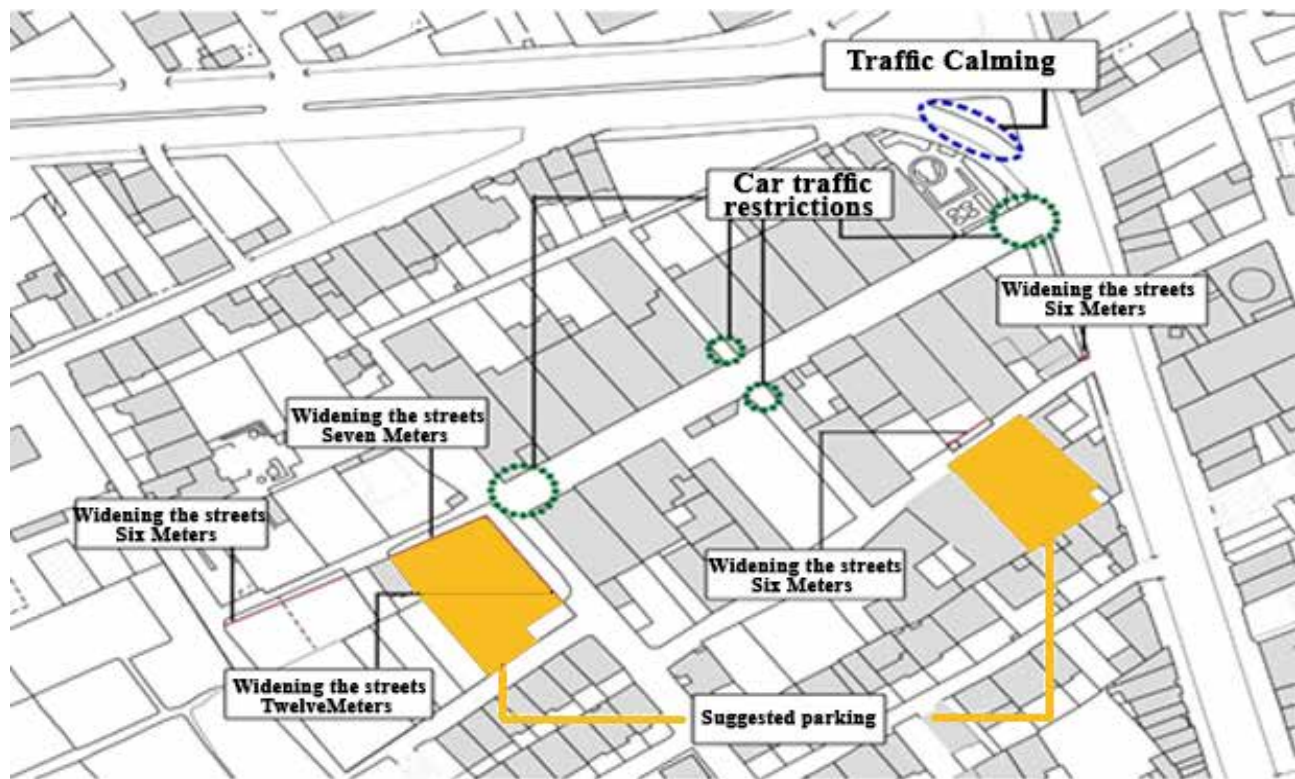 Traffic Calming
Car traffic
restrictions
Widening the streets
Six Meters
Widening the streets
Seven Meters
Widening the streets
Six Meters
Widening the streets
Six Meters
Widening the streets
TwelveMeters
Suggested parking